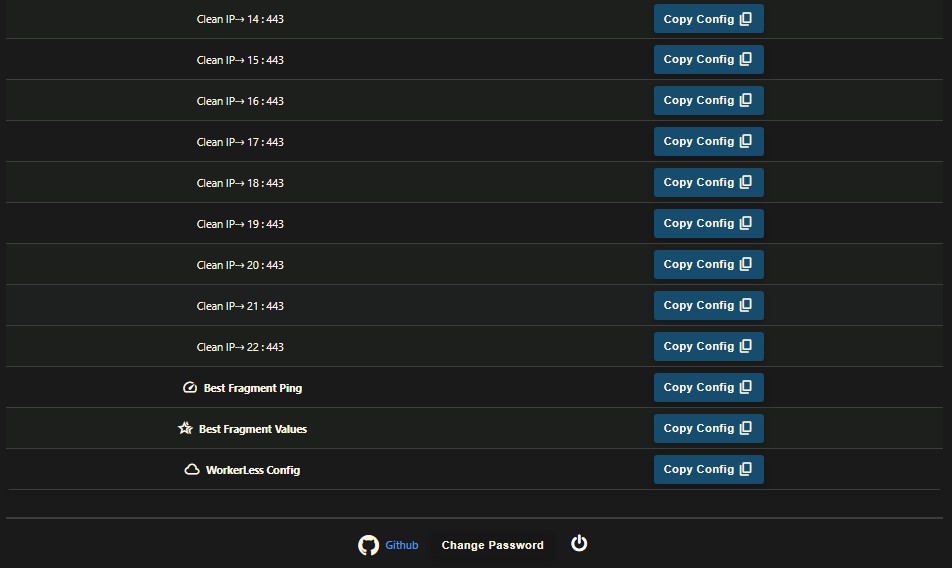 Clean IP→ 14 : 443 Copy Config
Clean IP→ 15 : 443 Copy Config
Clean IP→ 16 : 443 Copy Config
Clean IP→ 17 : 443 Copy Config
Clean IP→ 18 : 443 Copy Config
Clean IP→ 19 : 443 Copy Config
Clean IP→ 20 : 443 Copy Config
Clean IP→ 21 : 443 Copy Config
Clean IP→ 22 : 443 Copy Config
Best Fragment Ping Copy Config
Best Fragment Values Copy Config
WorkerLess Config Copy Config
Github Change Password